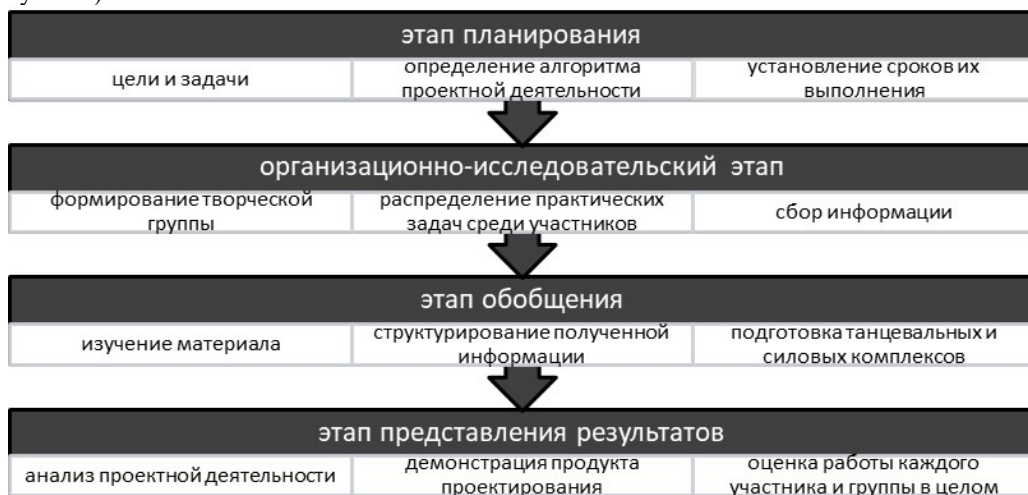 этап планирования
цели и задачи
определение алгоритма
проектной деятельности
установление сроков их
выполнения
организационно-исследовательский этап
формирование творческой
группы
распределение практических
задач среди участников
сбор информации
этап обобщения
изучение материала
структурирование полученной
информации
подготовка танцевальных и
силовых комплексов
этап представления результатов
анализ проектной деятельности
демонстрация продукта
проектирования
оценка работы каждого
участника и группы в целом